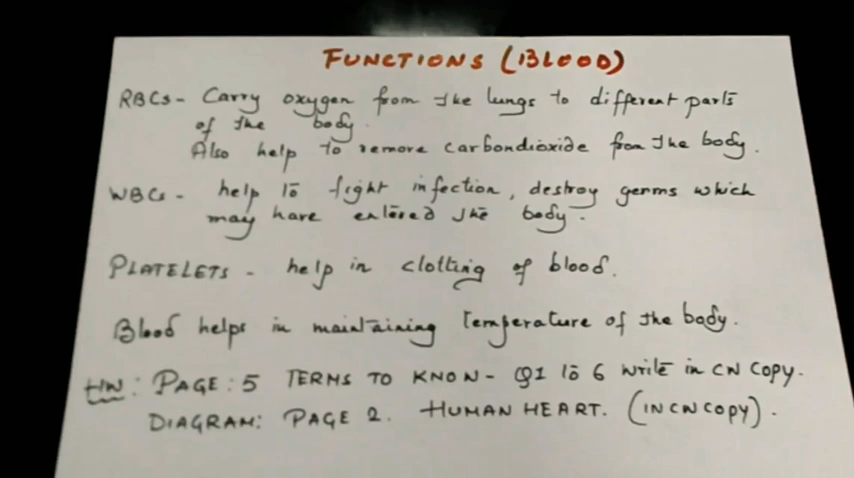 FUNCTIONS (BLOOD)
RBCs - Carry oxygen from the lungs to different parts
of the body.
Also help to remove carbondioxide from the body.
WBCs - help to fight infection, destroy germs which
may have entered the body.
PLATELETS - help in clotting of blood.
Blood helps in maintaining temperature of the body.
HW: PAGE: 5 TERMS TO KNOW - Q1 to 6 write in CN COPY.
DIAGRAM: PAGE 2. HUMAN HEART. (IN CN COPY).